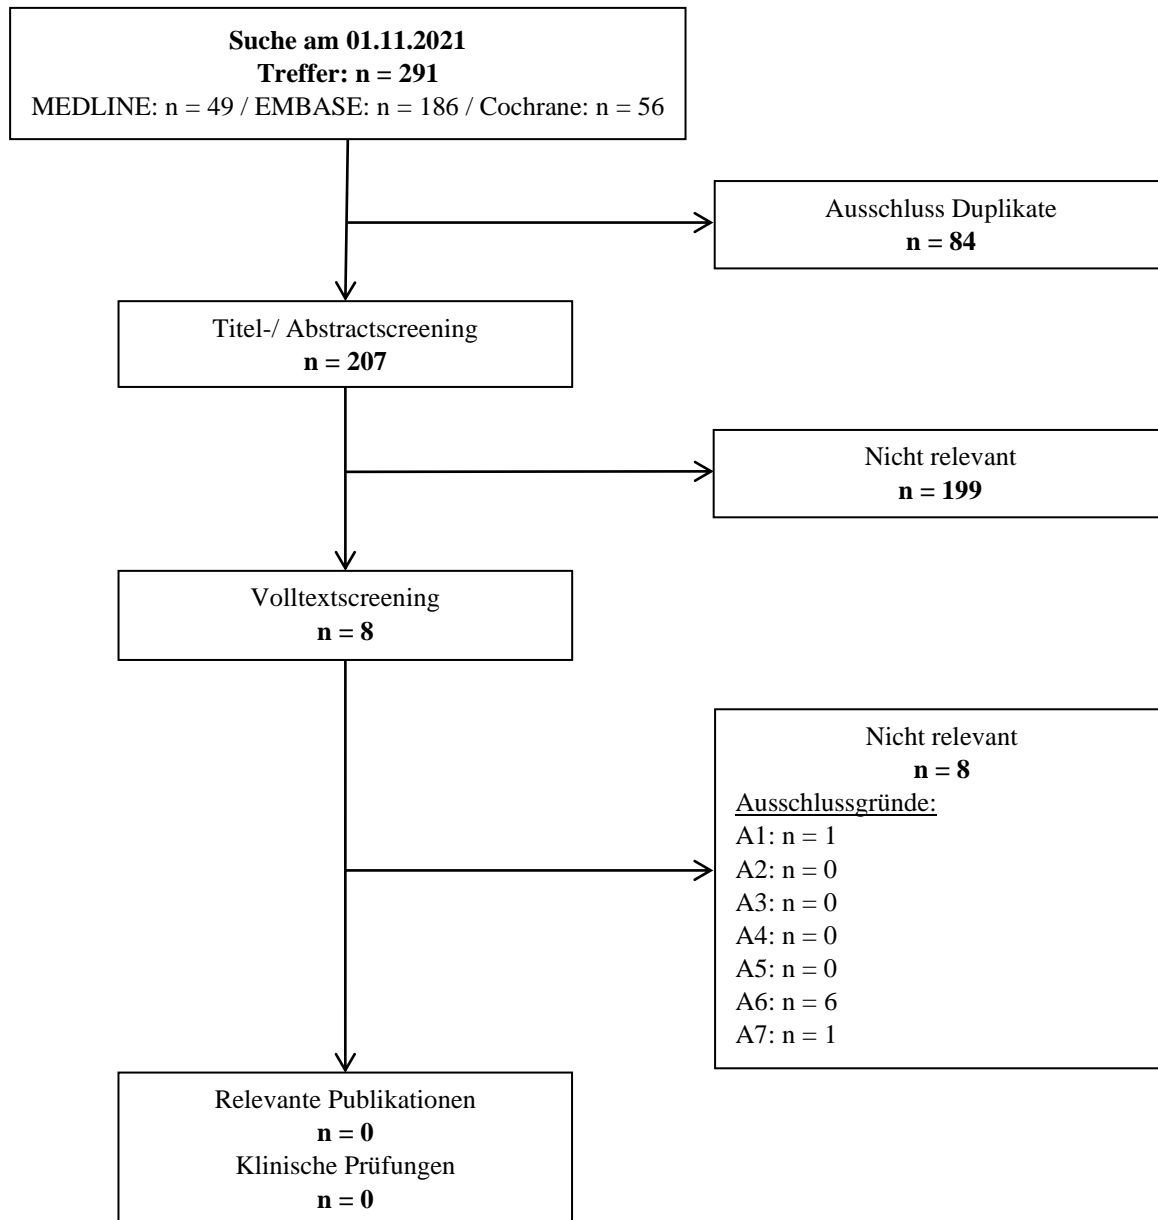 Suche am 01.11.2021
Treffer: n = 291
MEDLINE: n = 49 / EMBASE: n = 186 / Cochrane: n = 56
Ausschluss Duplikate
n = 84
Titel-/ Abstractscreening
n = 207
Nicht relevant
n = 199
Volltextscreening
n = 8
Nicht relevant
n = 8
Ausschlussgründe:
A1: n = 1
A2: n = 0
A3: n = 0
A4: n = 0
A5: n = 0
A6: n = 6
A7: n = 1
Relevante Publikationen
n = 0
Klinische Prüfungen
n = 0